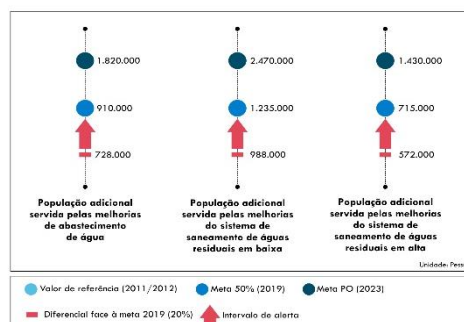 1.820.000
2.470.000
1.430.000
910.000
1.235.000
715.000
728.000
988.000
572.000
População adicional
servida pelas melhorias
de abastecimento
de água
População adicional
servida pelas melhorias
do sistema de
saneamento de águas
residuais em baixa
População adicional
servida pelas melhorias
do sistema de
saneamento de águas
residuais em alta
Unidade:
Valor de referência (2011/2012)
Meta 50% (2019)
Meta PO (2023)
Diferencial face à meta 2019 (20%)
Intervalo de alerta